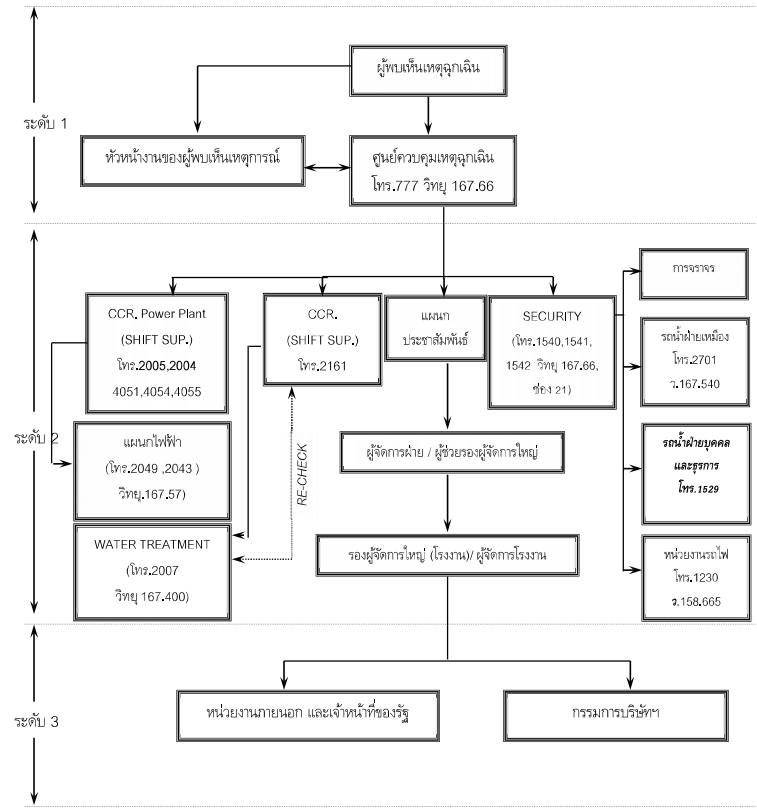 ผู้พบเห็นเหตุฉุกเฉิน
ระดับ 1
หัวหน้างานของผู้พบเห็นเหตุการณ์
ศูนย์ควบคุมเหตุฉุกเฉิน
โทร.777 วิทยุ 167.66
การจราจร
CCR. Power Plant
(SHIFT SUP.)
โทร.2005,2004
4051,4054,4055
CCR.
(SHIFT SUP.)
โทร.2161
แผนก
ประชาสัมพันธ์
SECURITY
(โทร.1540,1541,
1542 วิทยุ 167.66,
ช่อง 21)
รถน้ำฝ่ายเหมือง
โทร.2701
ว.167.540
ระดับ 2
แผนกไฟฟ้า
(โทร.2049 ,2043 )
วิทยุ.167.57)
RE-CHECK
ผู้จัดการฝ่าย / ผู้ช่วยรองผู้จัดการใหญ่
รถน้ำฝ่ายบุคคล
และธุรการ
โทร.1529
WATER TREATMENT
(โทร.2007
วิทยุ 167.400)
รองผู้จัดการใหญ่ (โรงงาน)/ ผู้จัดการโรงงาน
หน่วยงานรถไฟ
โทร.1230
ว.158.665
ระดับ 3
หน่วยงานภายนอก และเจ้าหน้าที่ของรัฐ
กรรมการบริษัทฯ